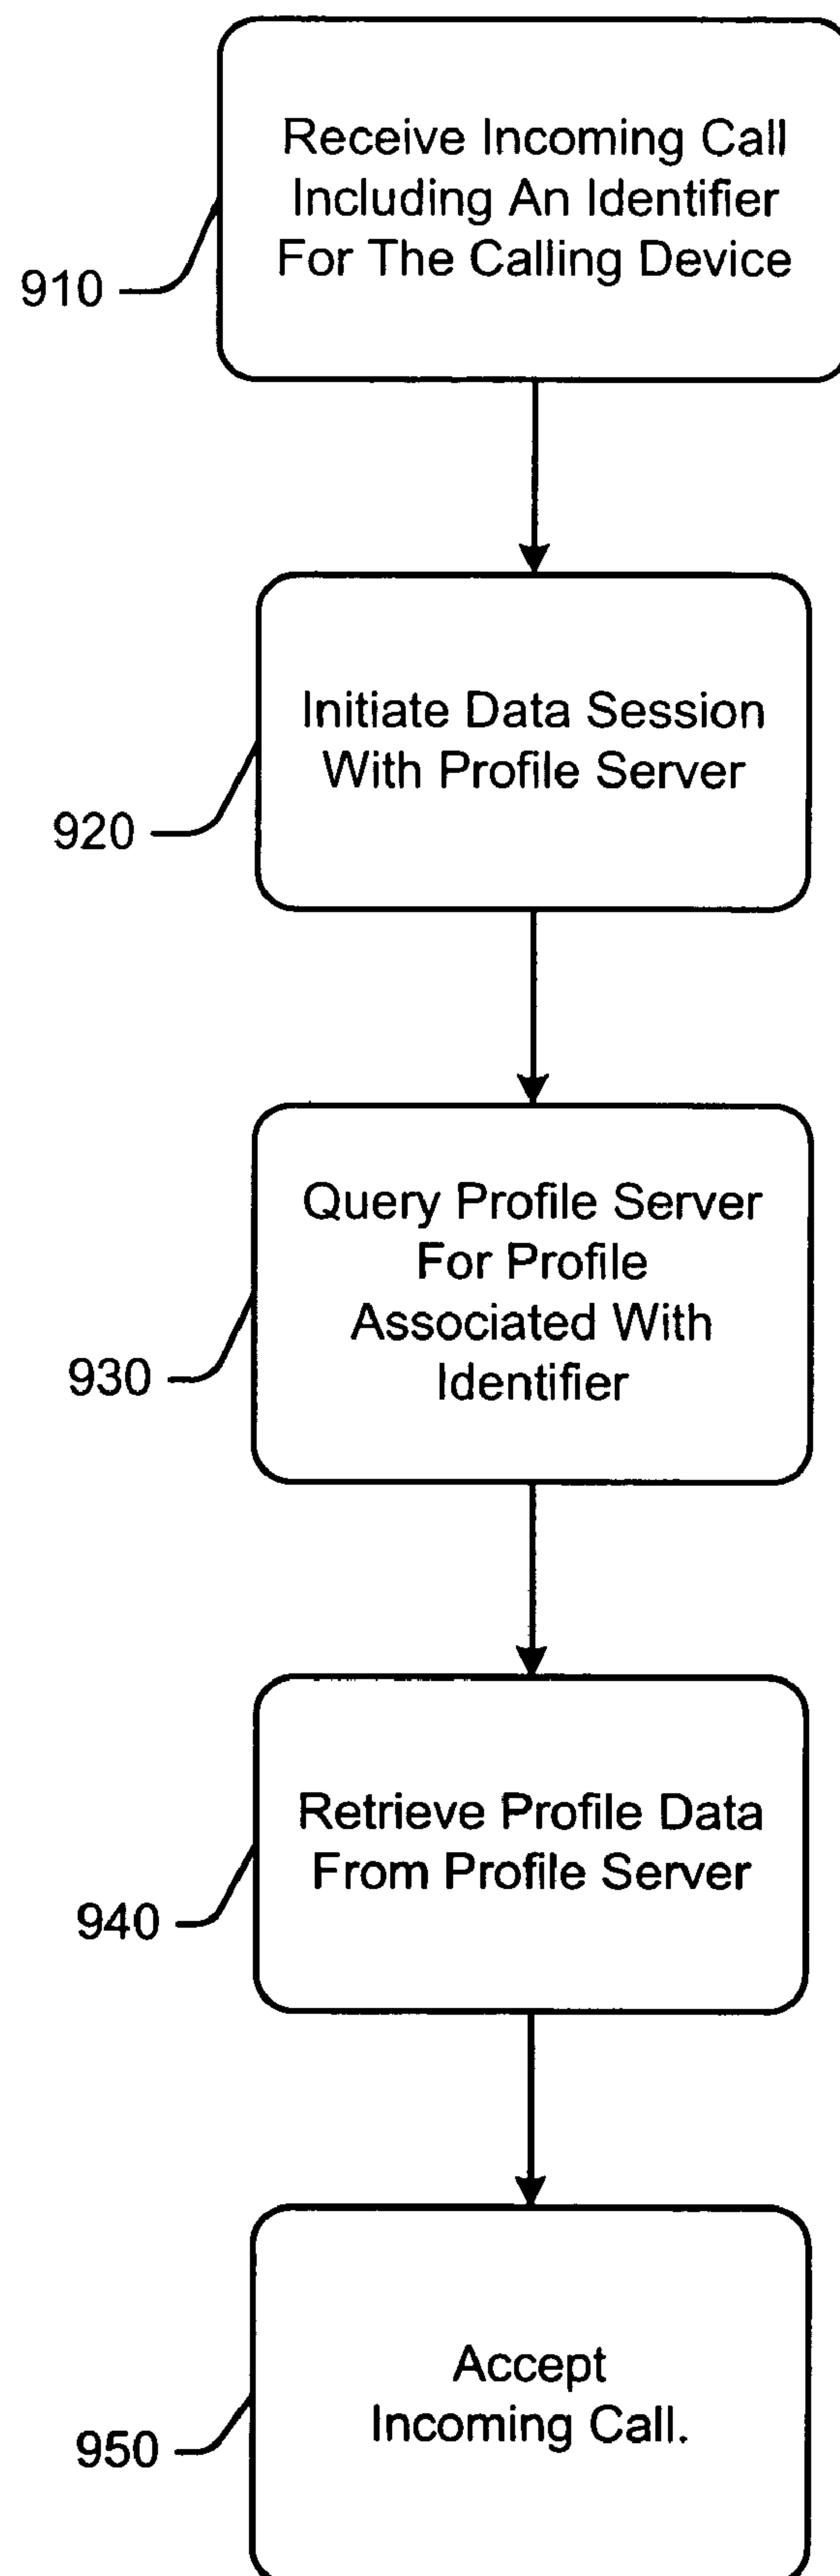 Receive Incoming Call
Including An Identifier
For The Calling Device
910
Initiate Data Session
With Profile Server
920
Query Profile Server
For Profile
Associated With
Identifier
930
Retrieve Profile Data
From Profile Server
940
Accept
Incoming Call.
950